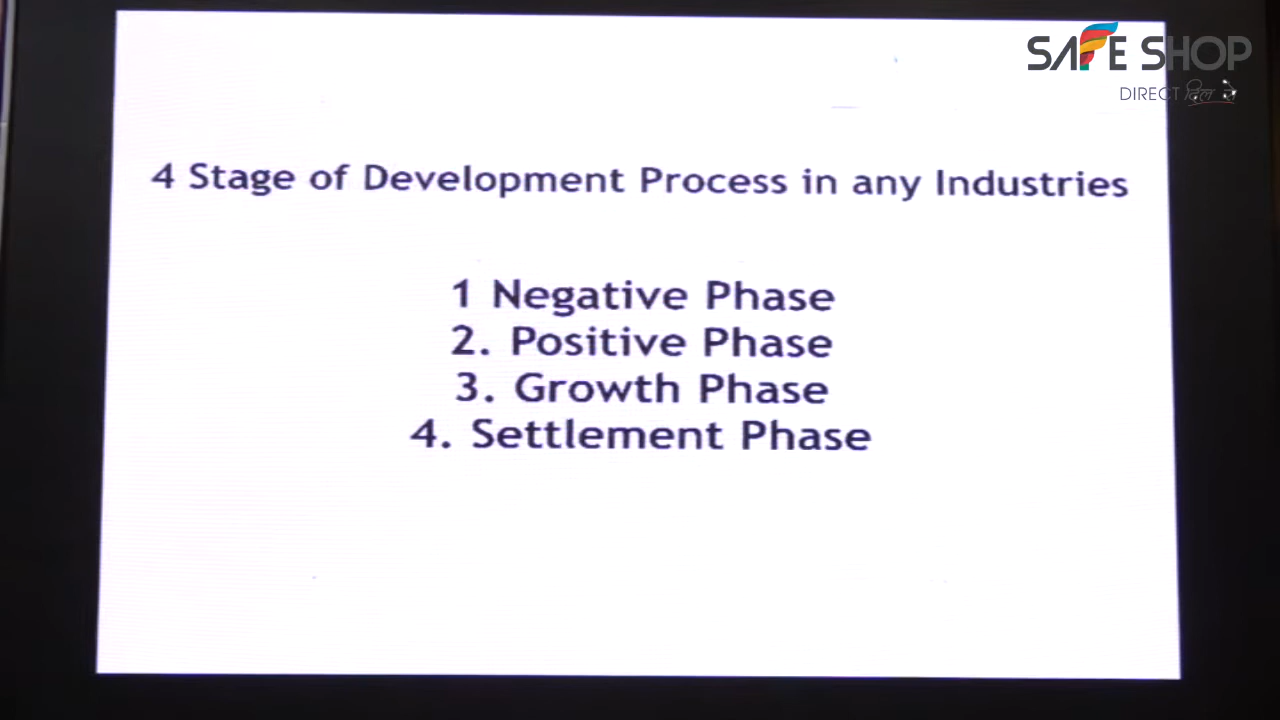 SAFE SHOP
DIRECT दिल से
4 Stage of Development Process in any Industries
1 Negative Phase
2. Positive Phase
3. Growth Phase
4. Settlement Phase